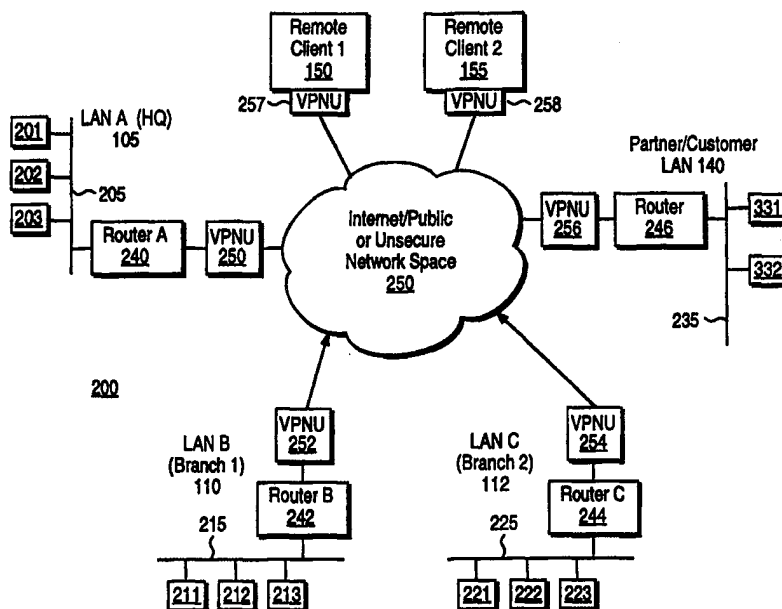 Remote
Client 1
150
VPNU
257
Remote
Client 2
155
VPNU
258
LAN A (HQ)
105
201
202
203
205
Router A
240
VPNU
250
Internet/Public
or Unsecure
Network Space
250
Partner/Customer
LAN 140
VPNU
256
Router
246
331
332
235
200
LAN B
(Branch 1)
110
VPNU
252
Router B
242
215
211
212
213
LAN C
(Branch 2)
112
VPNU
254
Router C
244
225
221
222
223